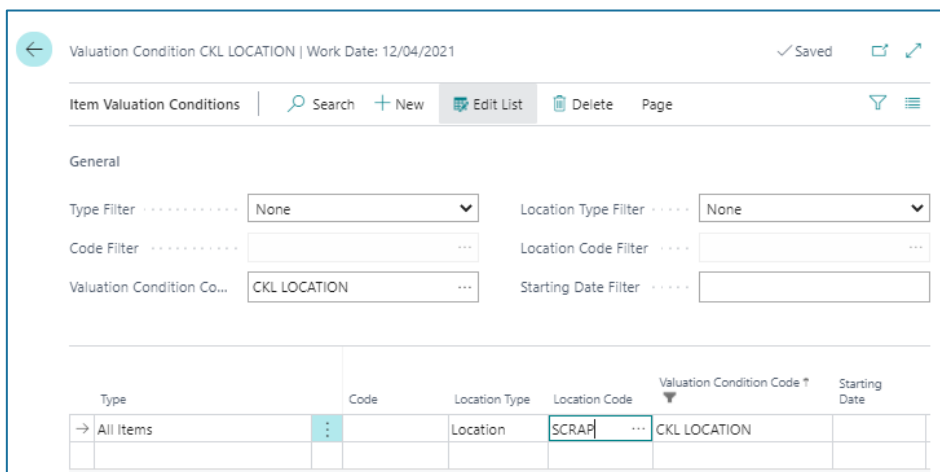 Valuation Condition CKL LOCATION | Work Date: 12/04/2021 ✓ Saved
Item Valuation Conditions Search + New Edit List Delete Page
General
Type Filter None Location Type Filter None
Code Filter ... Location Code Filter ...
Valuation Condition Co... CKL LOCATION ... Starting Date Filter
Type Code Location Type Location Code Valuation Condition Code ↑ Starting Date
→ All Items Location SCRAP ... CKL LOCATION